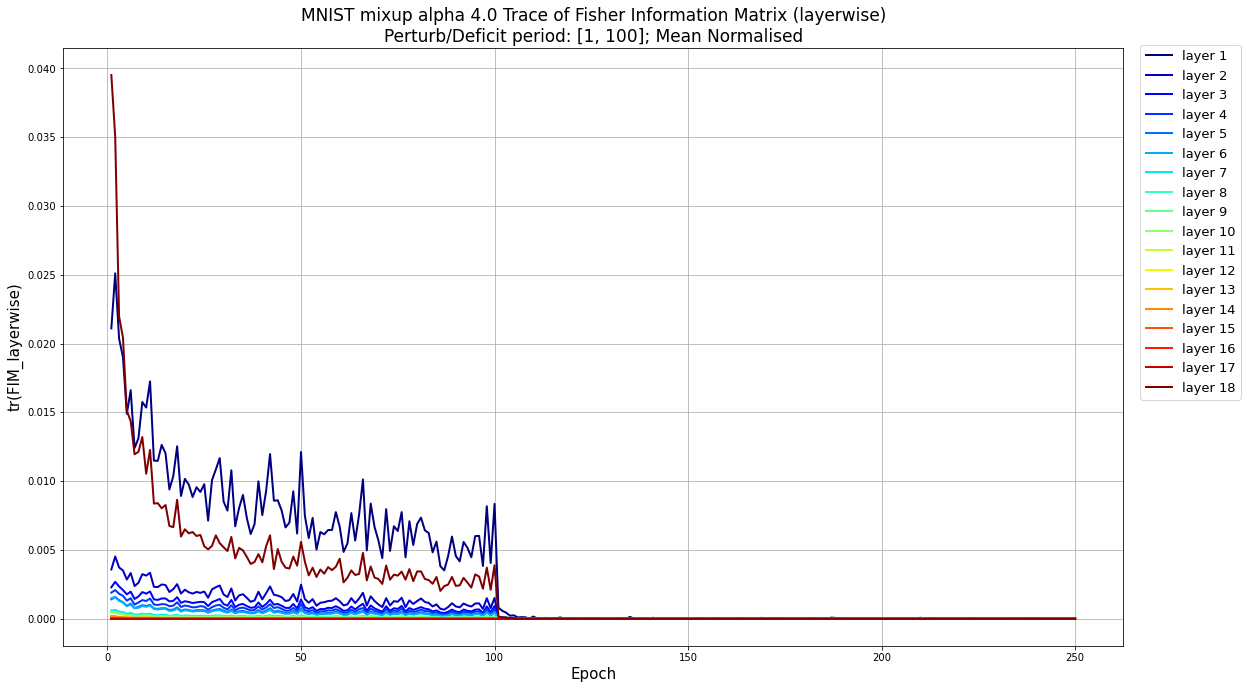 MNIST mixup alpha 4.0 Trace of Fisher Information Matrix (layerwise)
Perturb/Deficit period: [1, 100]; Mean Normalised
tr(FIM_layerwise)
0.040
0.035
0.030
0.025
0.020
0.015
0.010
0.005
0.000
0
50
100
150
200
250
Epoch
layer 1
layer 2
layer 3
layer 4
layer 5
layer 6
layer 7
layer 8
layer 9
layer 10
layer 11
layer 12
layer 13
layer 14
layer 15
layer 16
layer 17
layer 18